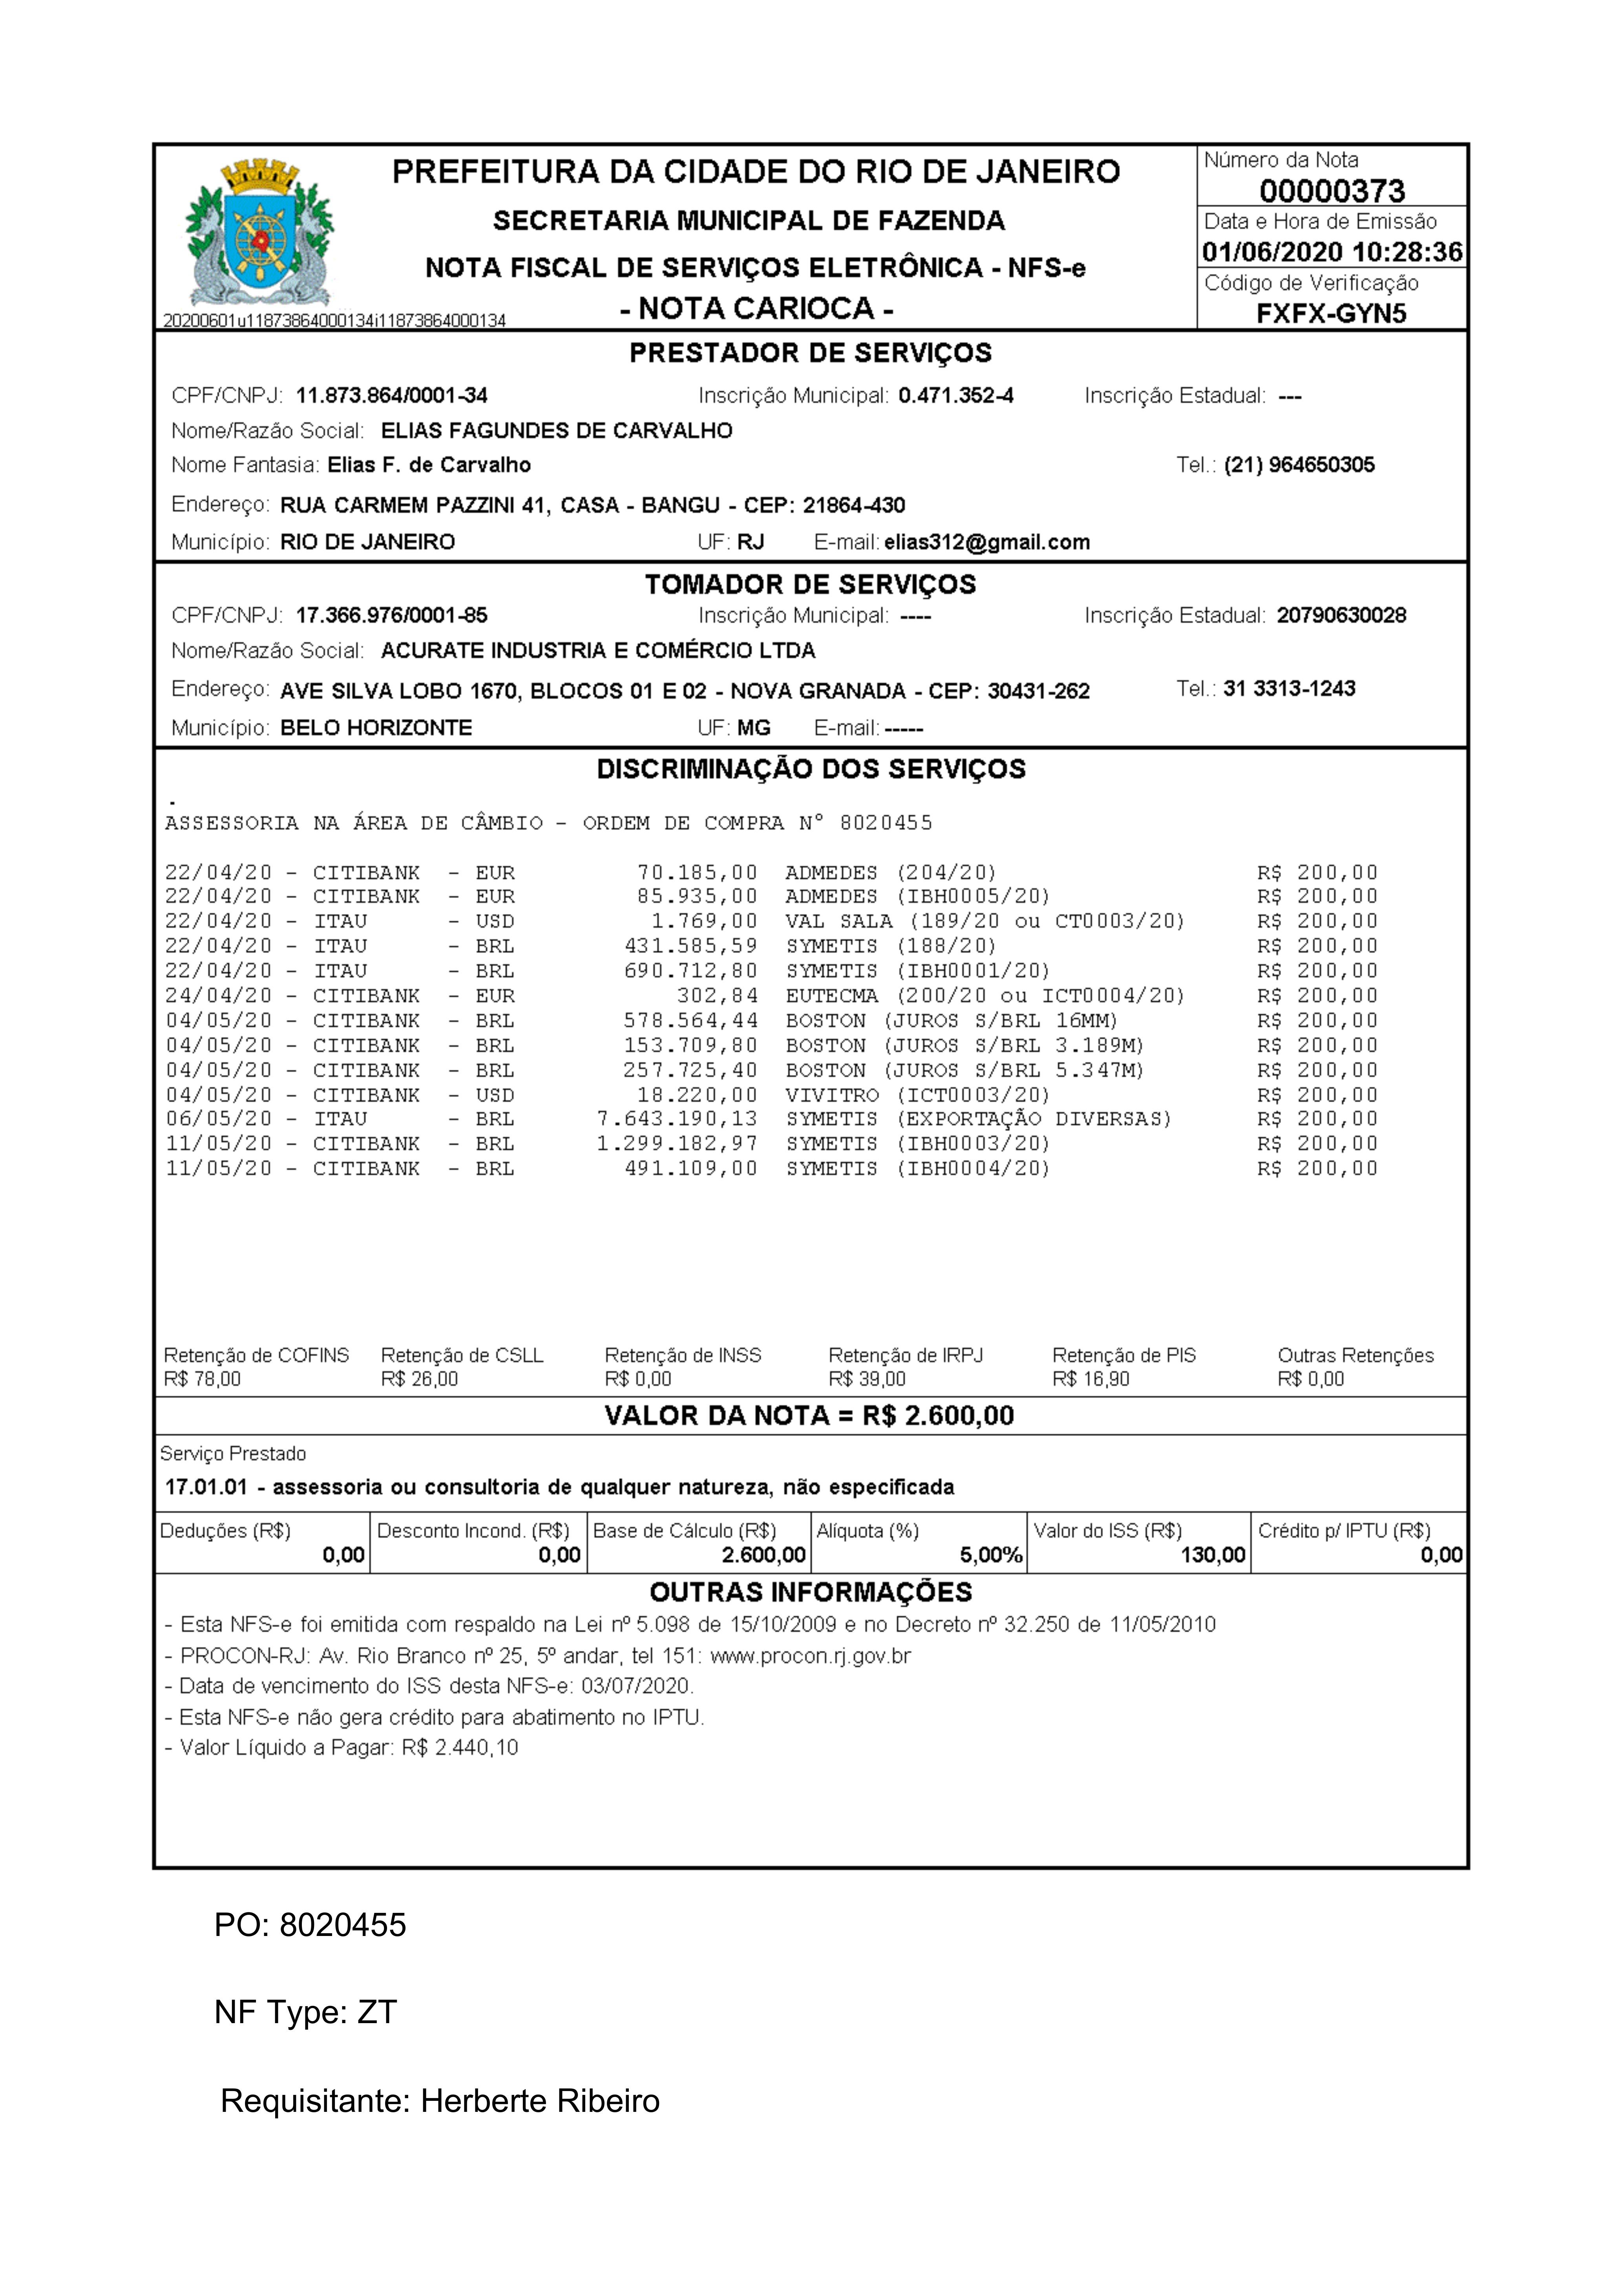 PREFEITURA DA CIDADE DO RIO DE JANEIRO
SECRETARIA MUNICIPAL DE FAZENDA
NOTA FISCAL DE SERVIÇOS ELETRÔNICA - NFS-e
- NOTA CARIOCA -
20200601u11873864000134i11873864000134
Número da Nota
00000373
Data e Hora de Emissão
01/06/2020 10:28:36
Código de Verificação
FXFX-GYN5
PRESTADOR DE SERVIÇOS
CPF/CNPJ: 11.873.864/0001-34 Inscrição Municipal: 0.471.352-4 Inscrição Estadual: ---
Nome/Razão Social: ELIAS FAGUNDES DE CARVALHO
Nome Fantasia: Elias F. de Carvalho Tel.: (21) 964650305
Endereço: RUA CARMEM PAZZINI 41, CASA - BANGU - CEP: 21864-430
Município: RIO DE JANEIRO UF: RJ E-mail: elias312@gmail.com
TOMADOR DE SERVIÇOS
CPF/CNPJ: 17.366.976/0001-85 Inscrição Municipal: ---- Inscrição Estadual: 20790630028
Nome/Razão Social: ACURATE INDUSTRIA E COMÉRCIO LTDA
Endereço: AVE SILVA LOBO 1670, BLOCOS 01 E 02 - NOVA GRANADA - CEP: 30431-262 Tel.: 31 3313-1243
Município: BELO HORIZONTE UF: MG E-mail: -----
DISCRIMINAÇÃO DOS SERVIÇOS
.
ASSESSORIA NA ÁREA DE CÂMBIO - ORDEM DE COMPRA Nº 8020455
22/04/20 - CITIBANK - EUR 70.185,00 ADMEDES (204/20) R$ 200,00
22/04/20 - CITIBANK - EUR 85.935,00 ADMEDES (IBH0005/20) R$ 200,00
22/04/20 - ITAU - USD 1.769,00 VAL SALA (189/20 ou CT0003/20) R$ 200,00
22/04/20 - ITAU - BRL 431.585,59 SYMETIS (188/20) R$ 200,00
22/04/20 - ITAU - BRL 690.712,80 SYMETIS (IBH0001/20) R$ 200,00
24/04/20 - CITIBANK - EUR 302,84 EUTECMA (200/20 ou ICT0004/20) R$ 200,00
04/05/20 - CITIBANK - BRL 578.564,44 BOSTON (JUROS S/BRL 16MM) R$ 200,00
04/05/20 - CITIBANK - BRL 153.709,80 BOSTON (JUROS S/BRL 3.189M) R$ 200,00
04/05/20 - CITIBANK - BRL 257.725,40 BOSTON (JUROS S/BRL 5.347M) R$ 200,00
04/05/20 - CITIBANK - USD 18.220,00 VIVITRO (ICT0003/20) R$ 200,00
06/05/20 - ITAU - BRL 7.643.190,13 SYMETIS (EXPORTAÇÃO DIVERSAS) R$ 200,00
11/05/20 - CITIBANK - BRL 1.299.182,97 SYMETIS (IBH0003/20) R$ 200,00
11/05/20 - CITIBANK - BRL 491.109,00 SYMETIS (IBH0004/20) R$ 200,00
Retenção de COFINS Retenção de CSLL Retenção de INSS Retenção de IRPJ Retenção de PIS Outras Retenções
R$ 78,00 R$ 26,00 R$ 0,00 R$ 39,00 R$ 16,90 R$ 0,00
VALOR DA NOTA = R$ 2.600,00
Serviço Prestado
17.01.01 - assessoria ou consultoria de qualquer natureza, não especificada
Deduções (R$) Desconto Incond. (R$) Base de Cálculo (R$) Alíquota (%) Valor do ISS (R$) Crédito p/ IPTU (R$)
0,00 0,00 2.600,00 5,00% 130,00 0,00
OUTRAS INFORMAÇÕES
- Esta NFS-e foi emitida com respaldo na Lei nº 5.098 de 15/10/2009 e no Decreto nº 32.250 de 11/05/2010
- PROCON-RJ: Av. Rio Branco nº 25, 5º andar, tel 151: www.procon.rj.gov.br
- Data de vencimento do ISS desta NFS-e: 03/07/2020.
- Esta NFS-e não gera crédito para abatimento no IPTU.
- Valor Líquido a Pagar: R$ 2.440,10
PO: 8020455
NF Type: ZT
Requisitante: Herberte Ribeiro